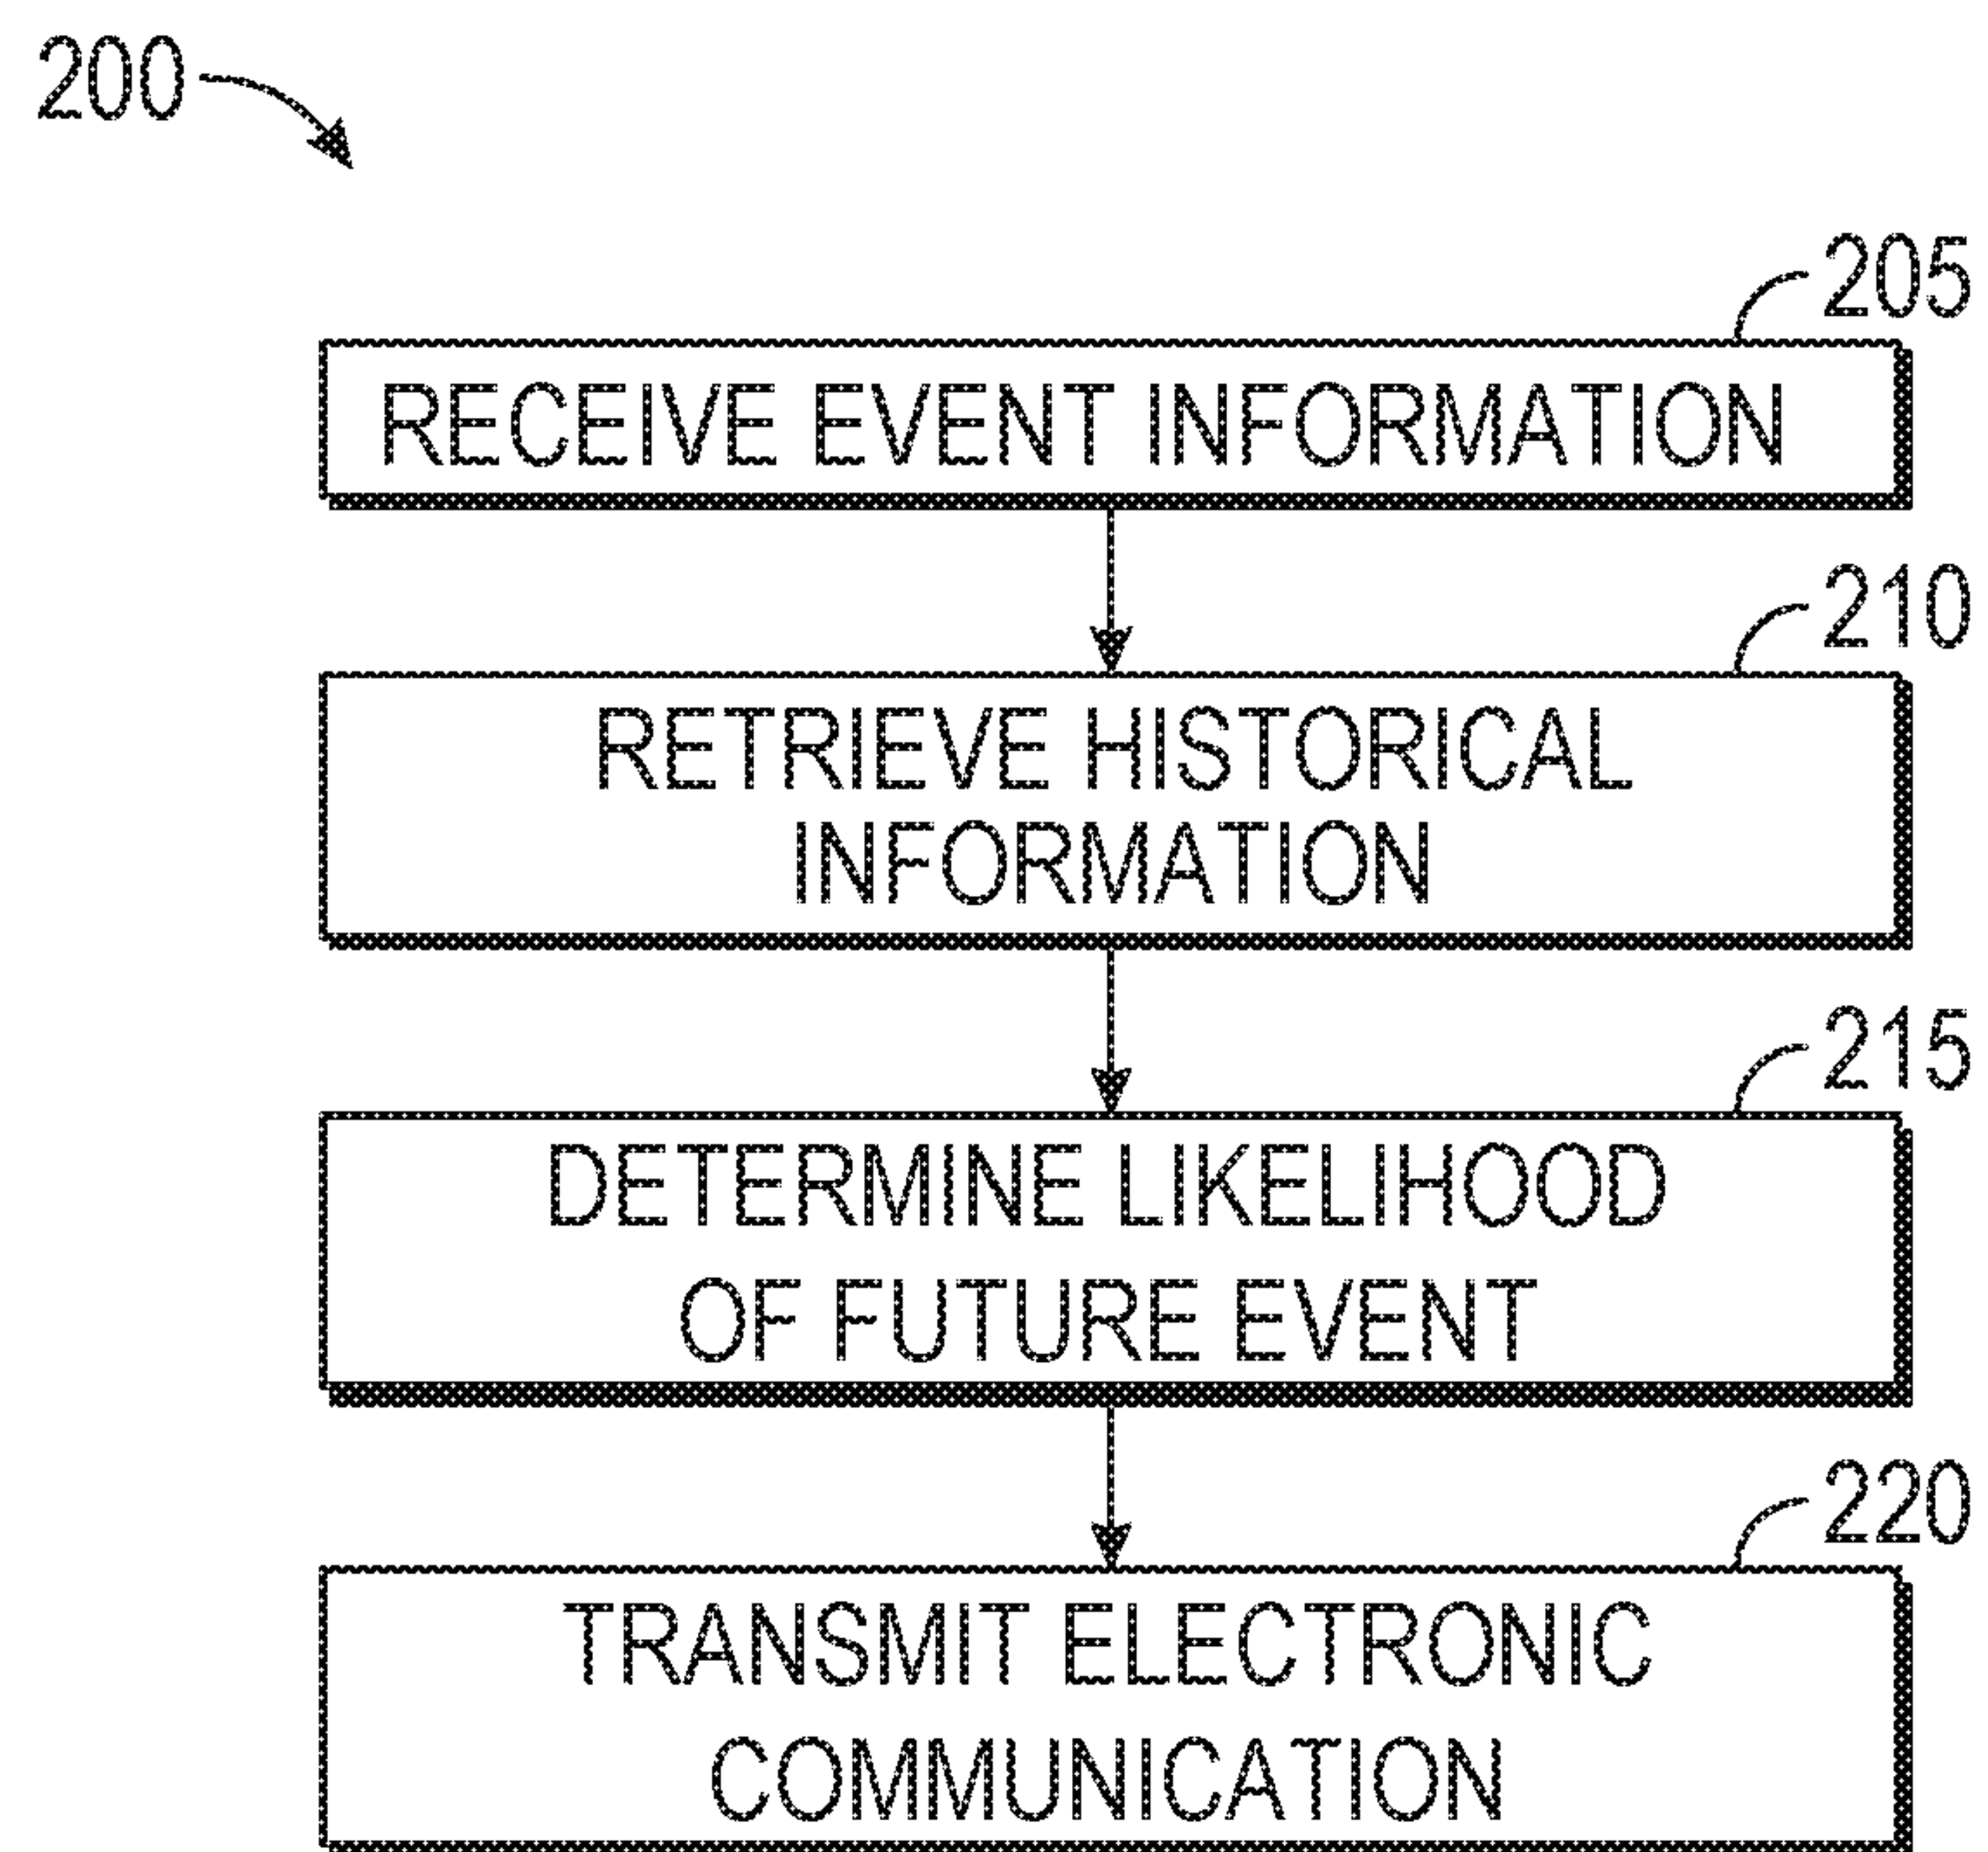 200
205
RECEIVE EVENT INFORMATION
210
RETRIEVE HISTORICAL
INFORMATION
215
DETERMINE LIKELIHOOD
OF FUTURE EVENT
220
TRANSMIT ELECTRONIC
COMMUNICATION